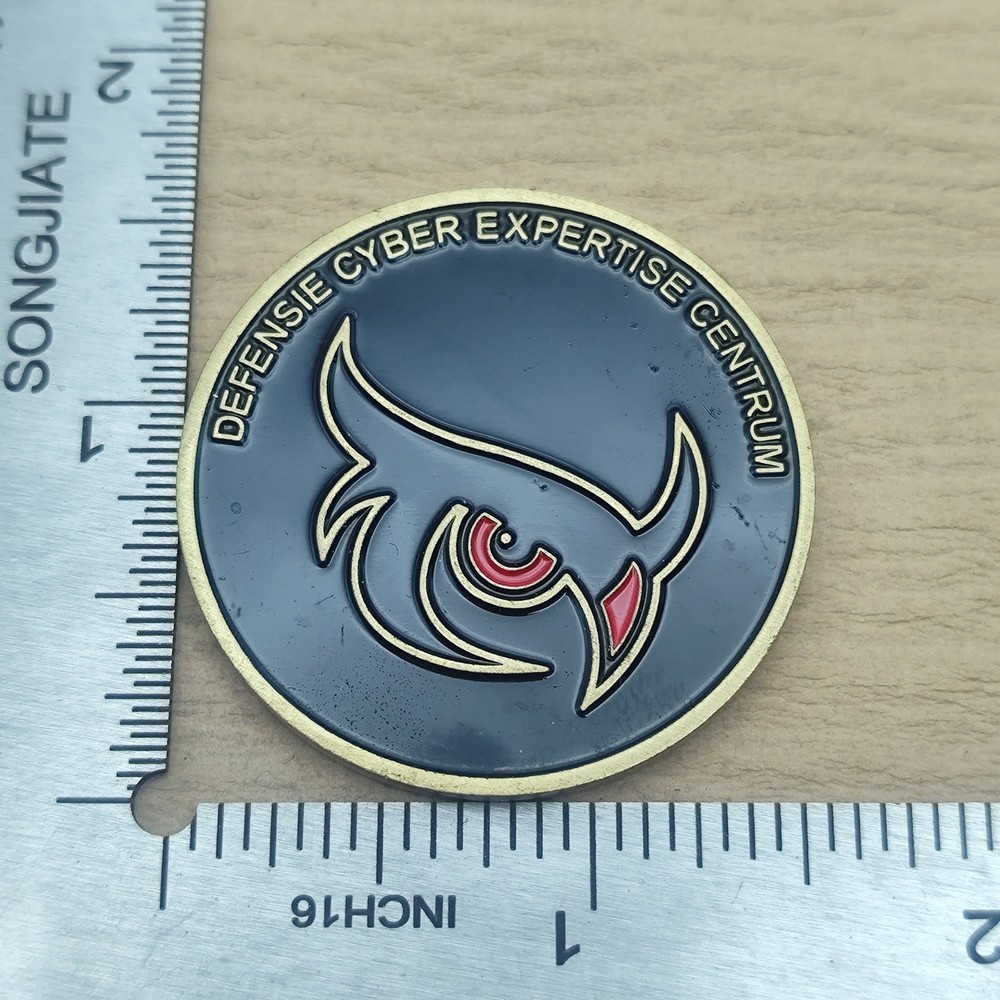 DEFENSIE CYBER EXPERTISE CENTRUM
SONGJIATE
2
1
INCH16
1
2